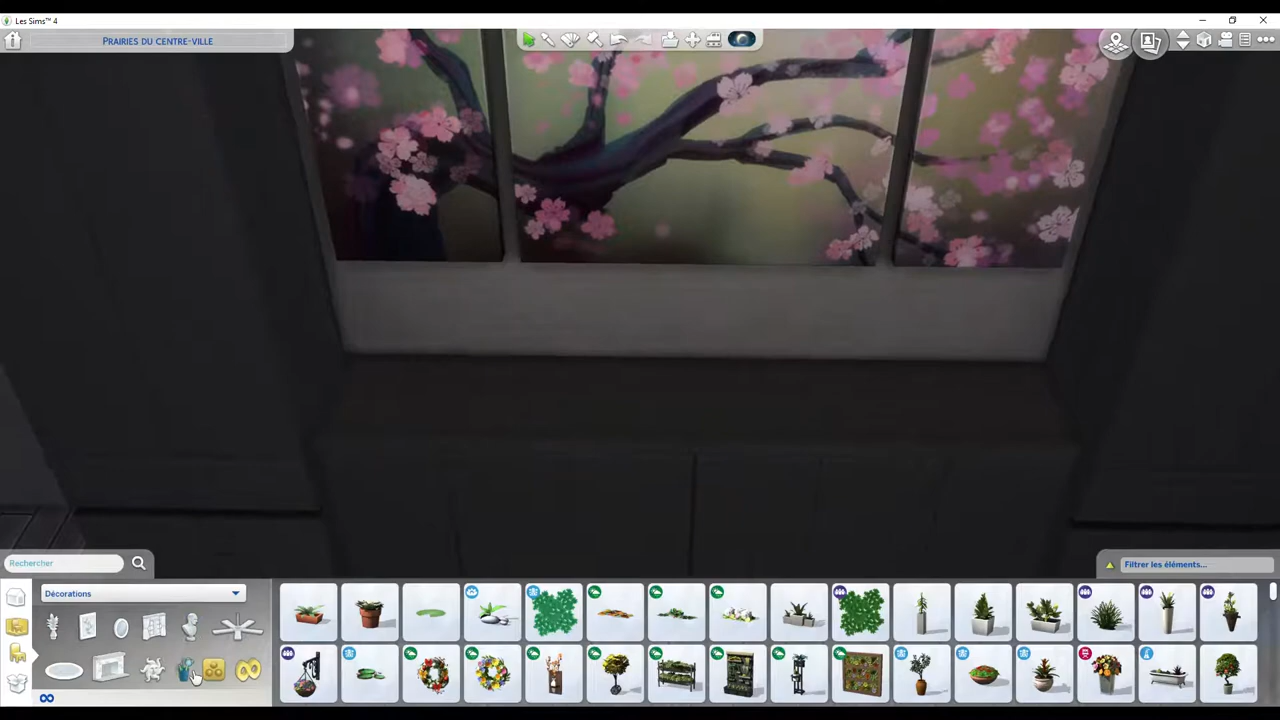 Les Sims™ 4
PRAIRIES DU CENTRE-VILLE
Rechercher
Filtrer les éléments...
Décorations